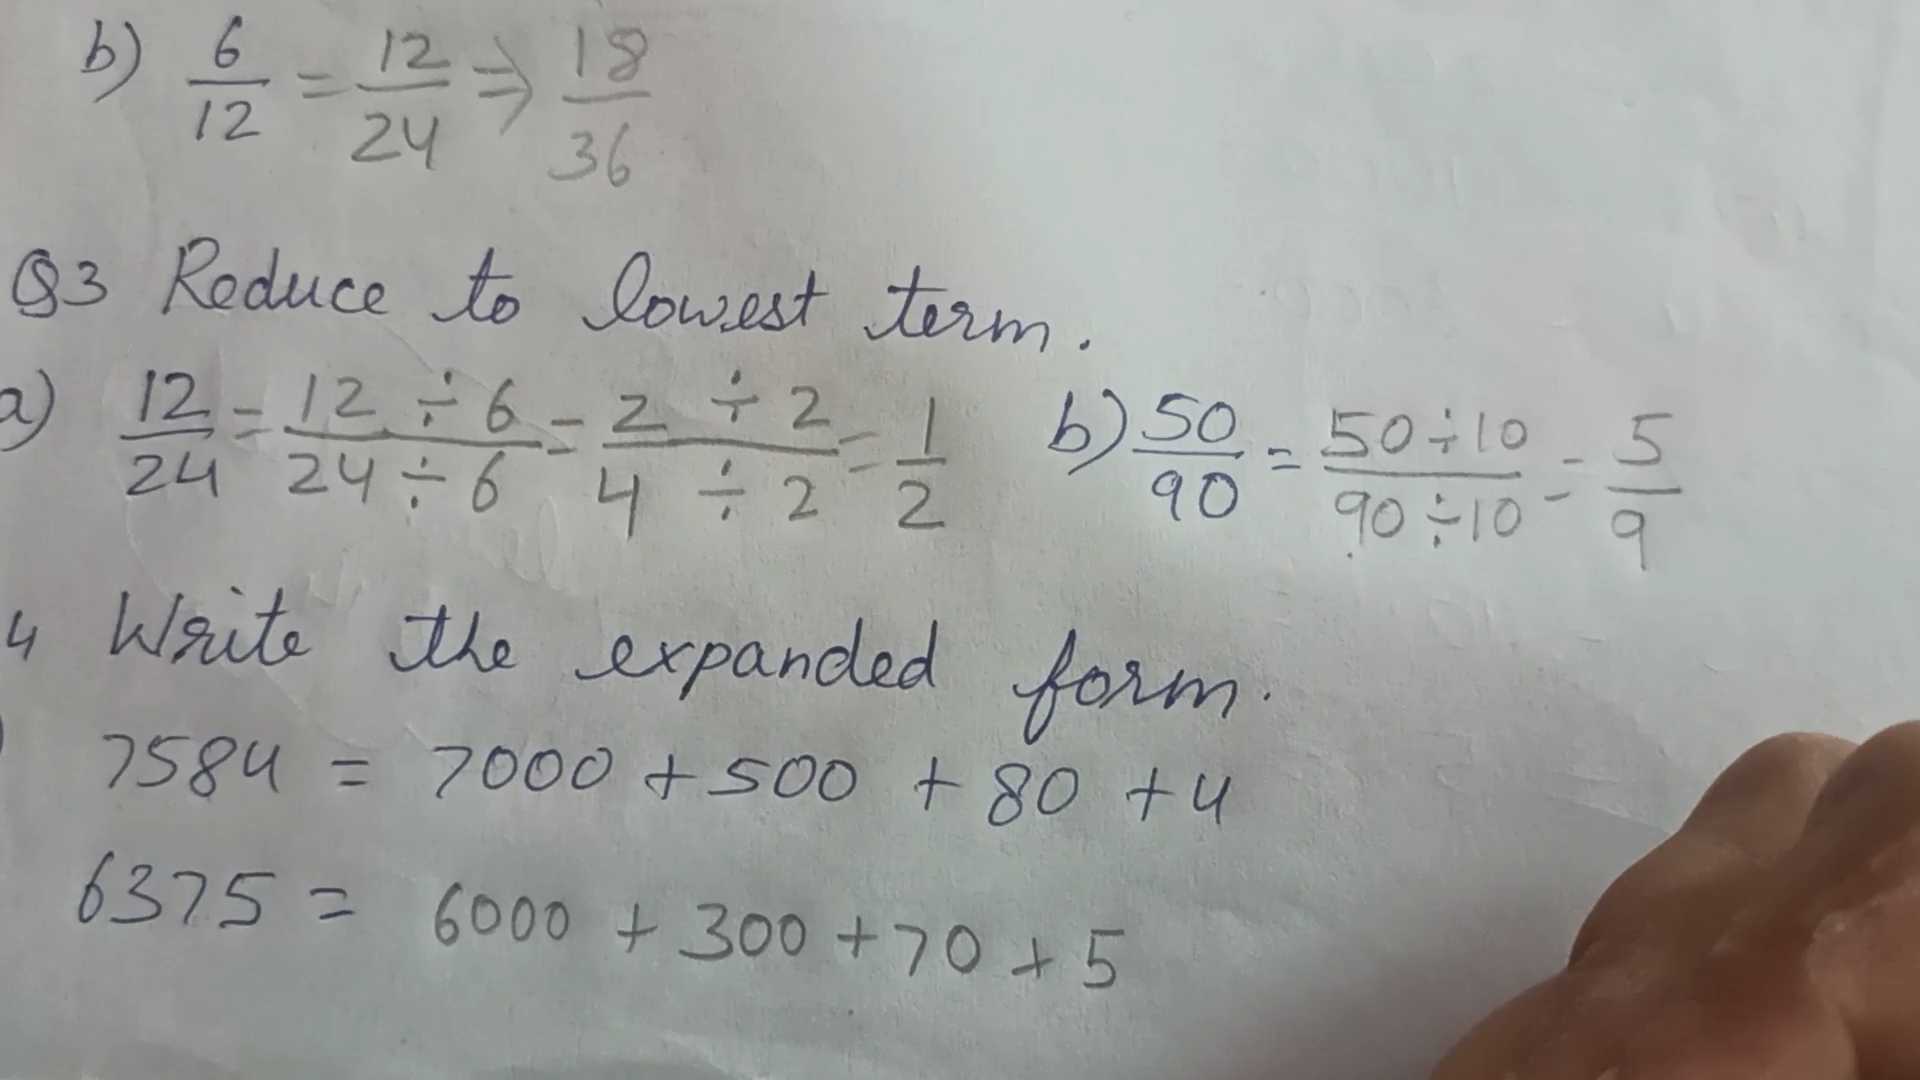 b) 6/12 = 12/24 ⇒ 18/36
Q3 Reduce to lowest term.
a) 12/24 = 12 ÷ 6/24 ÷ 6 = 2 ÷ 2/4 ÷ 2 = 1/2 b) 50/90 = 50÷10/90÷10 = 5/9
4 Write the expanded form.
) 7584 = 7000 + 500 + 80 + 4
6375 = 6000 + 300 + 70 + 5